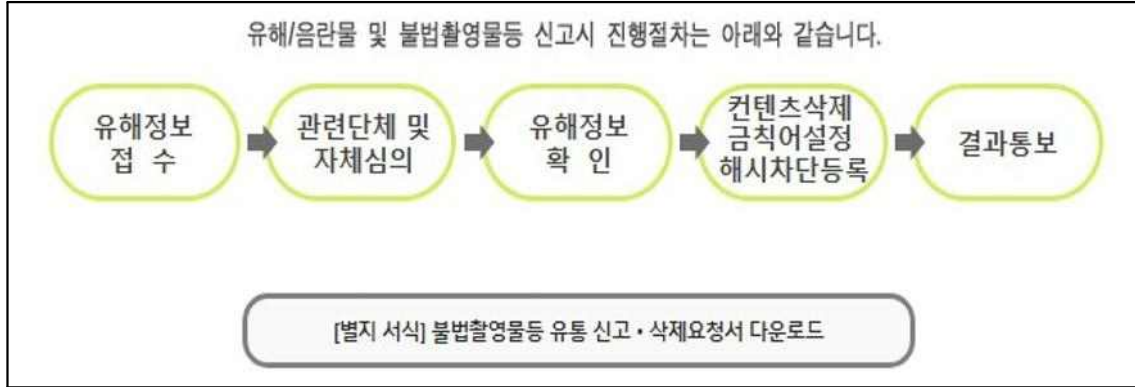 유해/음란물 및 불법촬영물등 신고시 진행절차는 아래와 같습니다.
유해정보
접 수
관련단체 및
자체심의
유해정보
확 인
컨텐츠삭제
금칙어설정
해시차단등록
결과통보
[별지 서식] 불법촬영물등 유통 신고 • 삭제요청서 다운로드